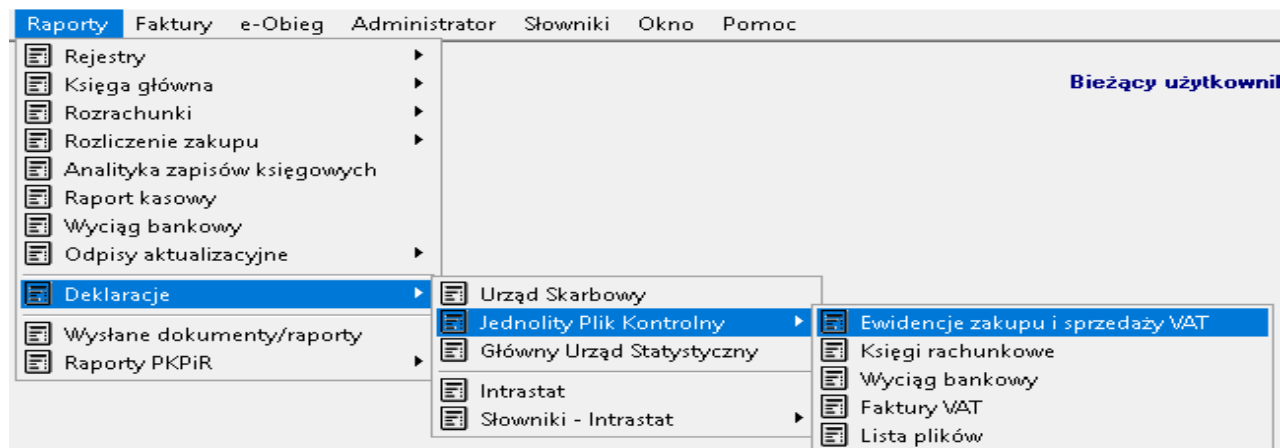 Raporty Faktury e-Obieg Administrator Słowniki Okno Pomoc
Rejestry
Księga główna
Bieżący użytkownik
Rozrachunki
Rozliczenie zakupu
Analityka zapisów księgowych
Raport kasowy
Wyciąg bankowy
Odpisy aktualizacyjne
Deklaracje
Wysłane dokumenty/raporty
Raporty PKPiR
Urząd Skarbowy
Jednolity Plik Kontrolny
Główny Urząd Statystyczny
Intrastat
Słowniki - Intrastat
Ewidencje zakupu i sprzedaży VAT
Księgi rachunkowe
Wyciąg bankowy
Faktury VAT
Lista plików